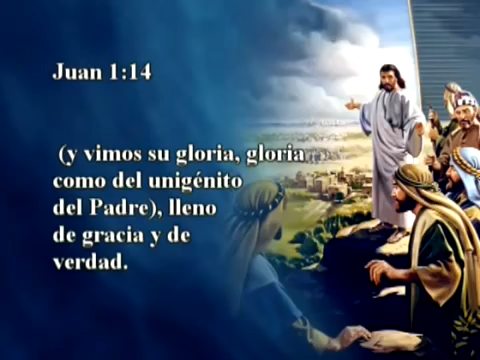 Juan 1:14
(y vimos su gloria, gloria
como del unigénito
del Padre), lleno
de gracia y de
verdad.